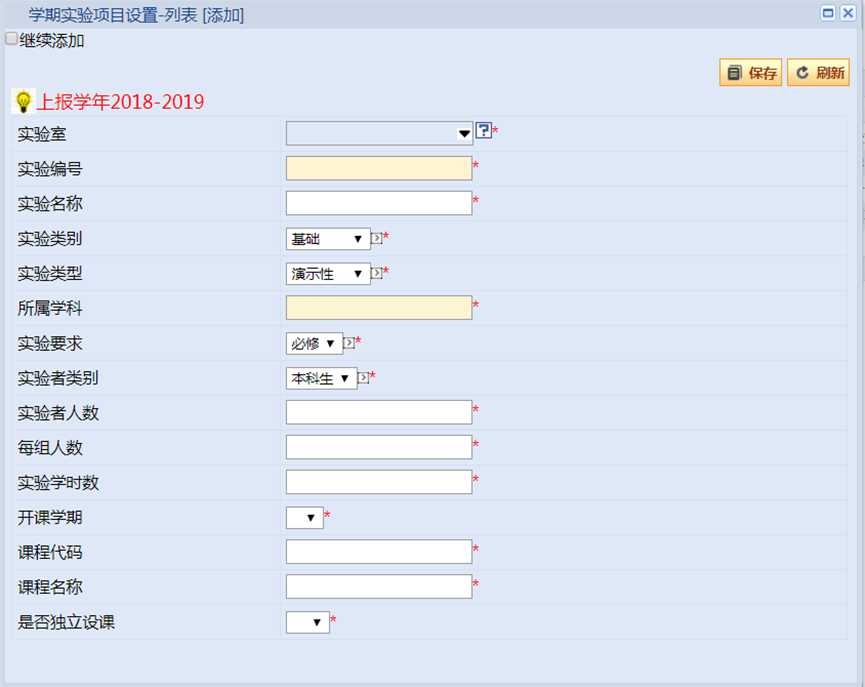 学期实验项目设置-列表 [添加]
继续添加
保存 刷新
上报学年2018-2019
实验室 ?*
实验编号 *
实验名称 *
实验类别 基础 *
实验类型 演示性 *
所属学科 *
实验要求 必修 *
实验者类别 本科生 *
实验者人数 *
每组人数 *
实验学时数 *
开课学期 *
课程代码 *
课程名称 *
是否独立设课 *